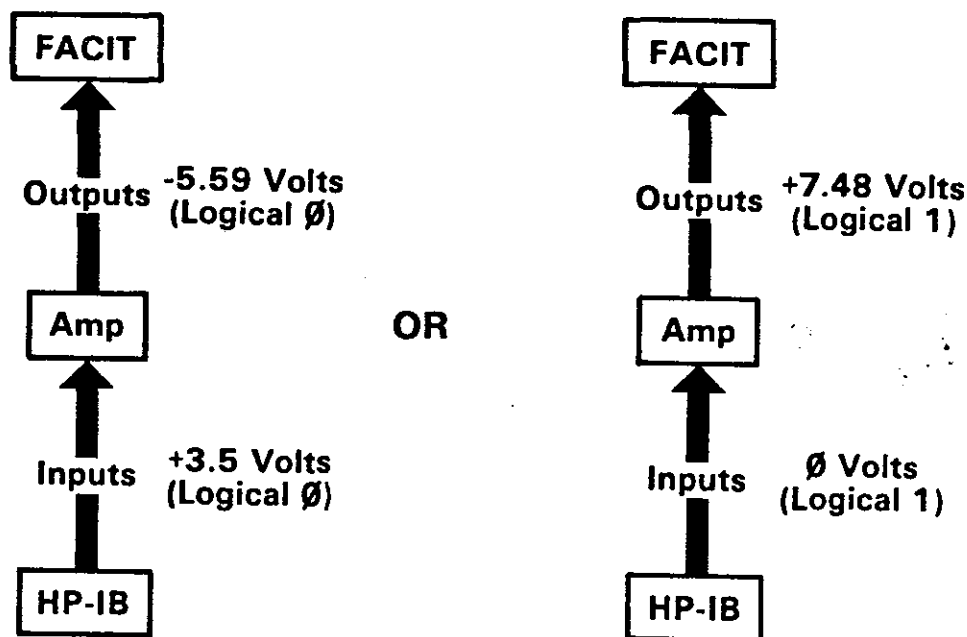 FACIT
FACIT
Outputs
-5.59 Volts
(Logical Ø)
Outputs
+7.48 Volts
(Logical 1)
Amp
OR
Amp
Inputs
+3.5 Volts
(Logical Ø)
Inputs
Ø Volts
(Logical 1)
HP-IB
HP-IB